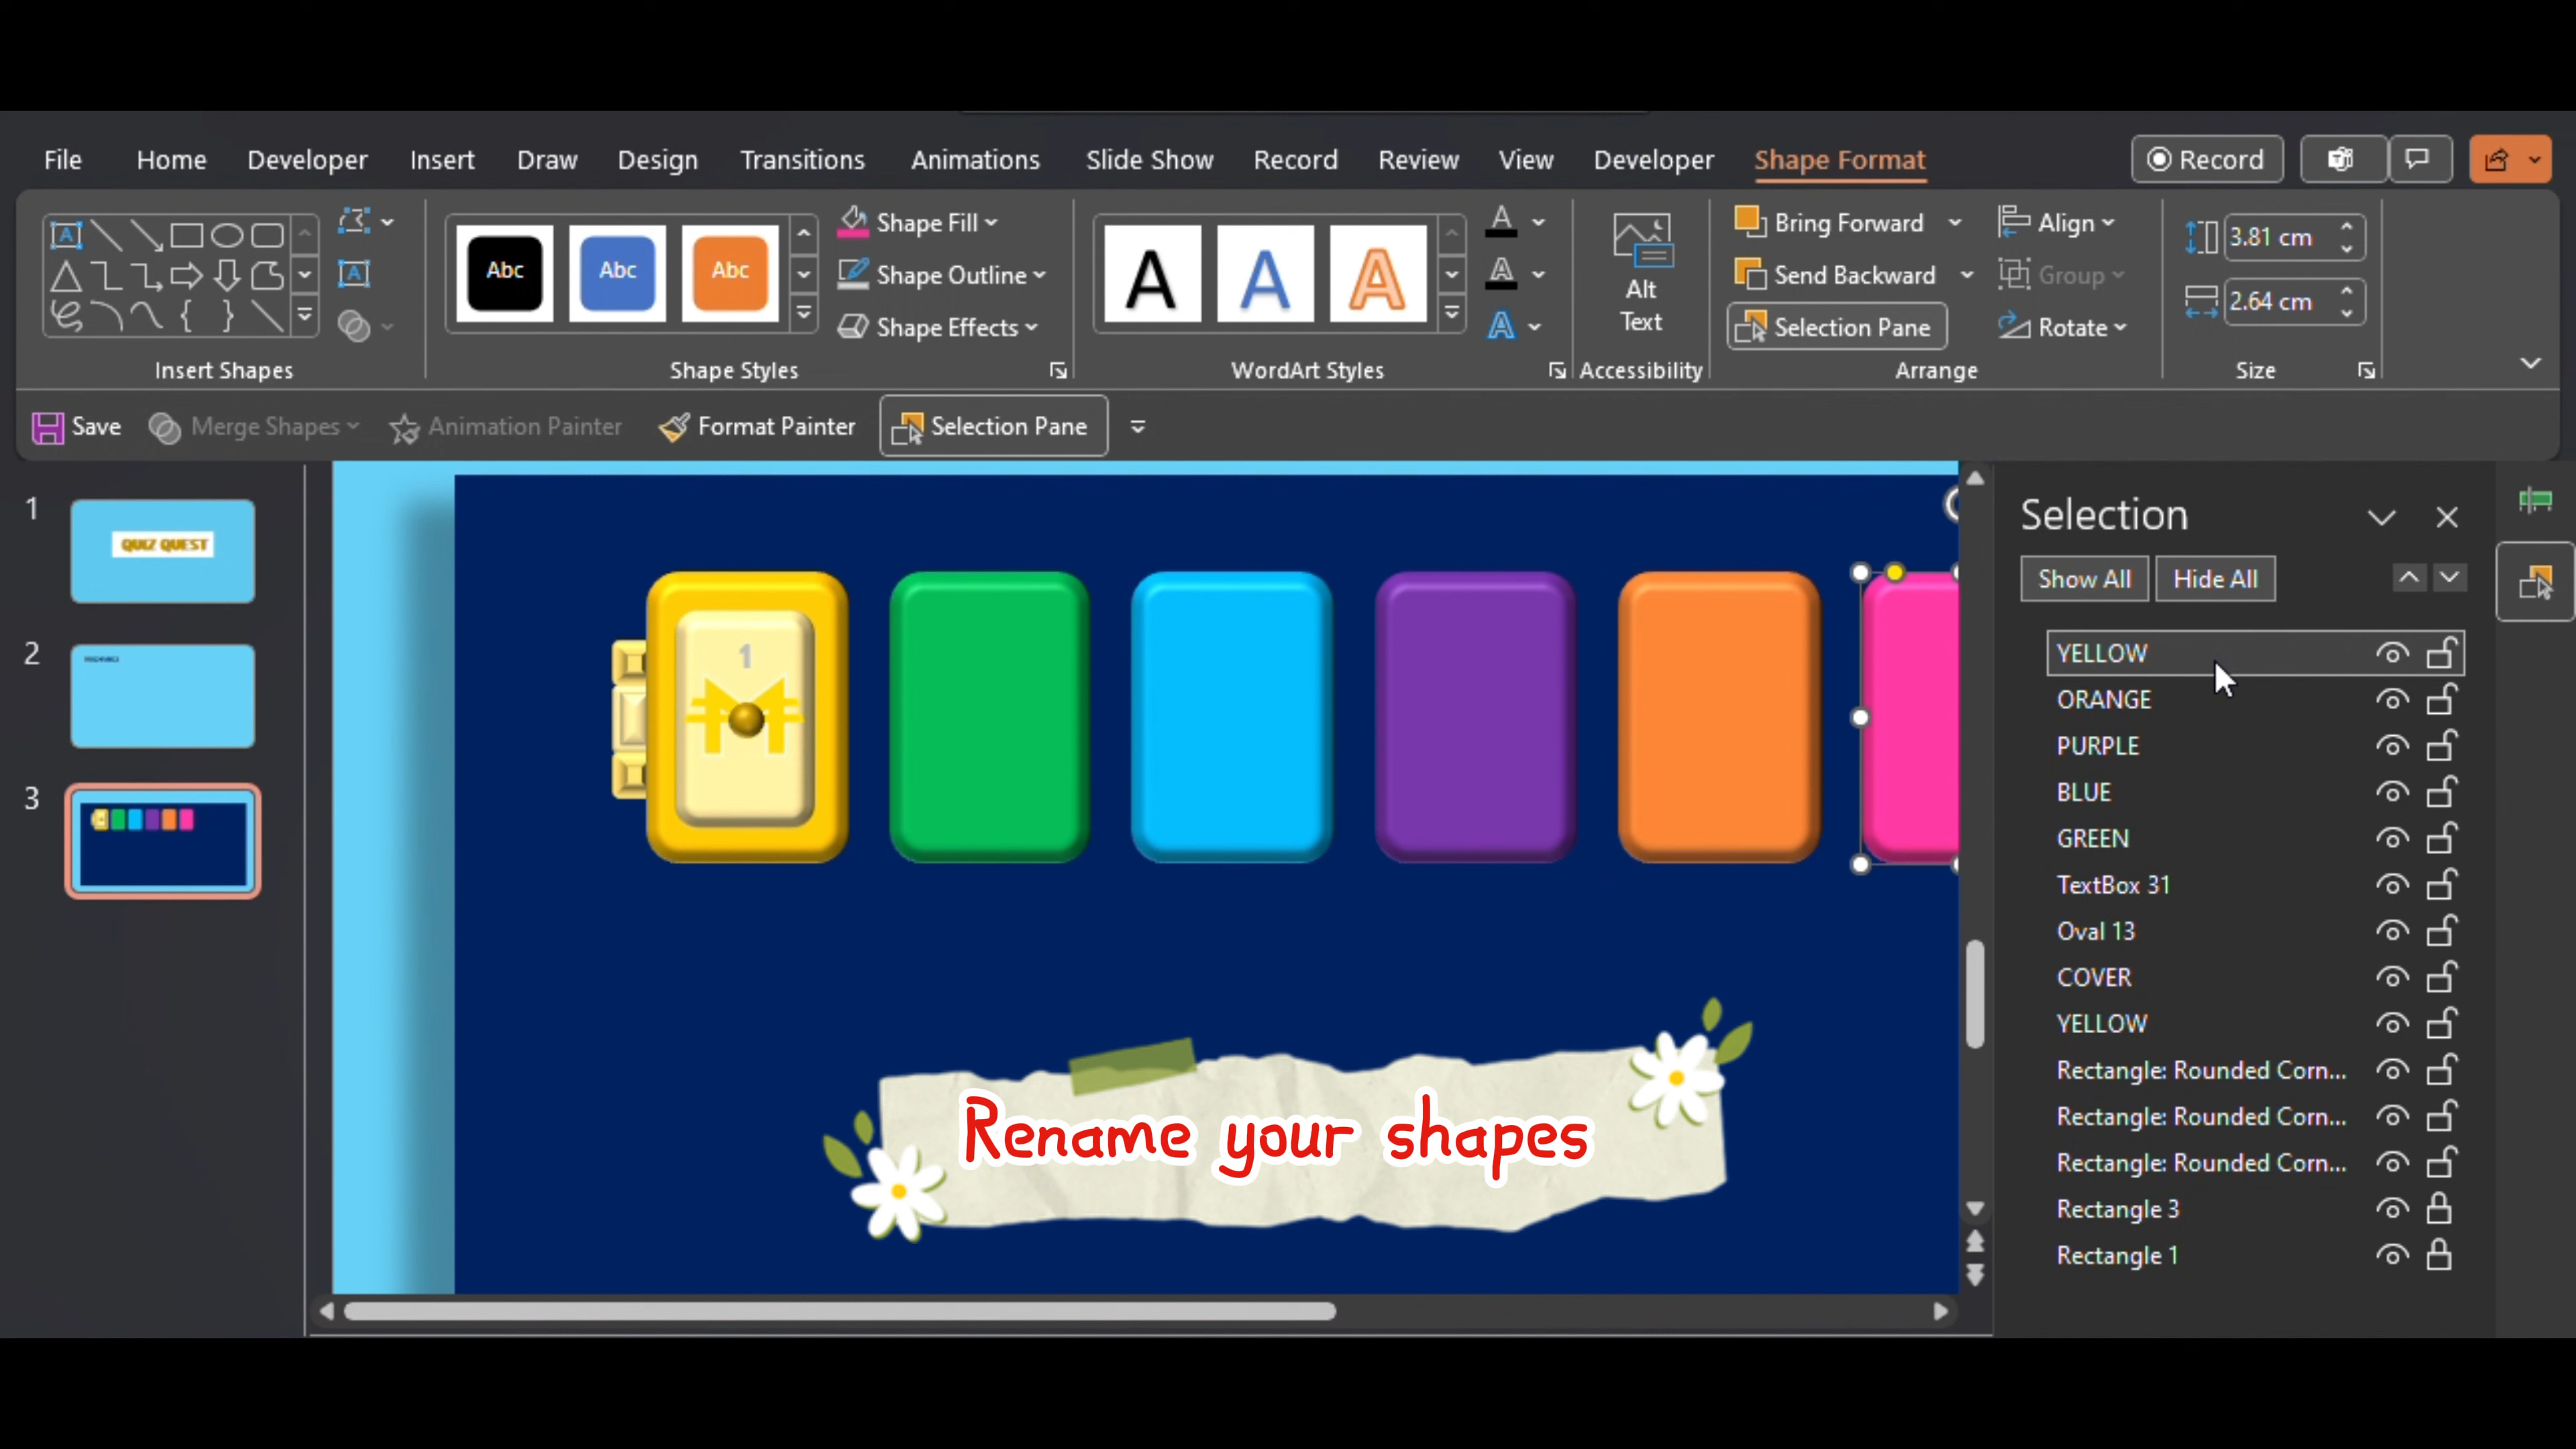 File Home Developer Insert Draw Design Transitions Animations Slide Show Record Review View Developer Shape Format Record
Abc Abc Abc
Shape Fill
Shape Outline
Shape Effects
A A A
A
A
A
Alt
Text
Bring Forward
Send Backward
Selection Pane
Align
Group
Rotate
3.81 cm
2.64 cm
Insert Shapes Shape Styles WordArt Styles Accessibility Arrange Size
Save Merge Shapes Animation Painter Format Painter Selection Pane
1
QUIZ QUEST
2
3
1
M
Rename your shapes
Selection
Show All Hide All
YELLOW
ORANGE
PURPLE
BLUE
GREEN
TextBox 31
Oval 13
COVER
YELLOW
Rectangle: Rounded Corn...
Rectangle: Rounded Corn...
Rectangle: Rounded Corn...
Rectangle 3
Rectangle 1